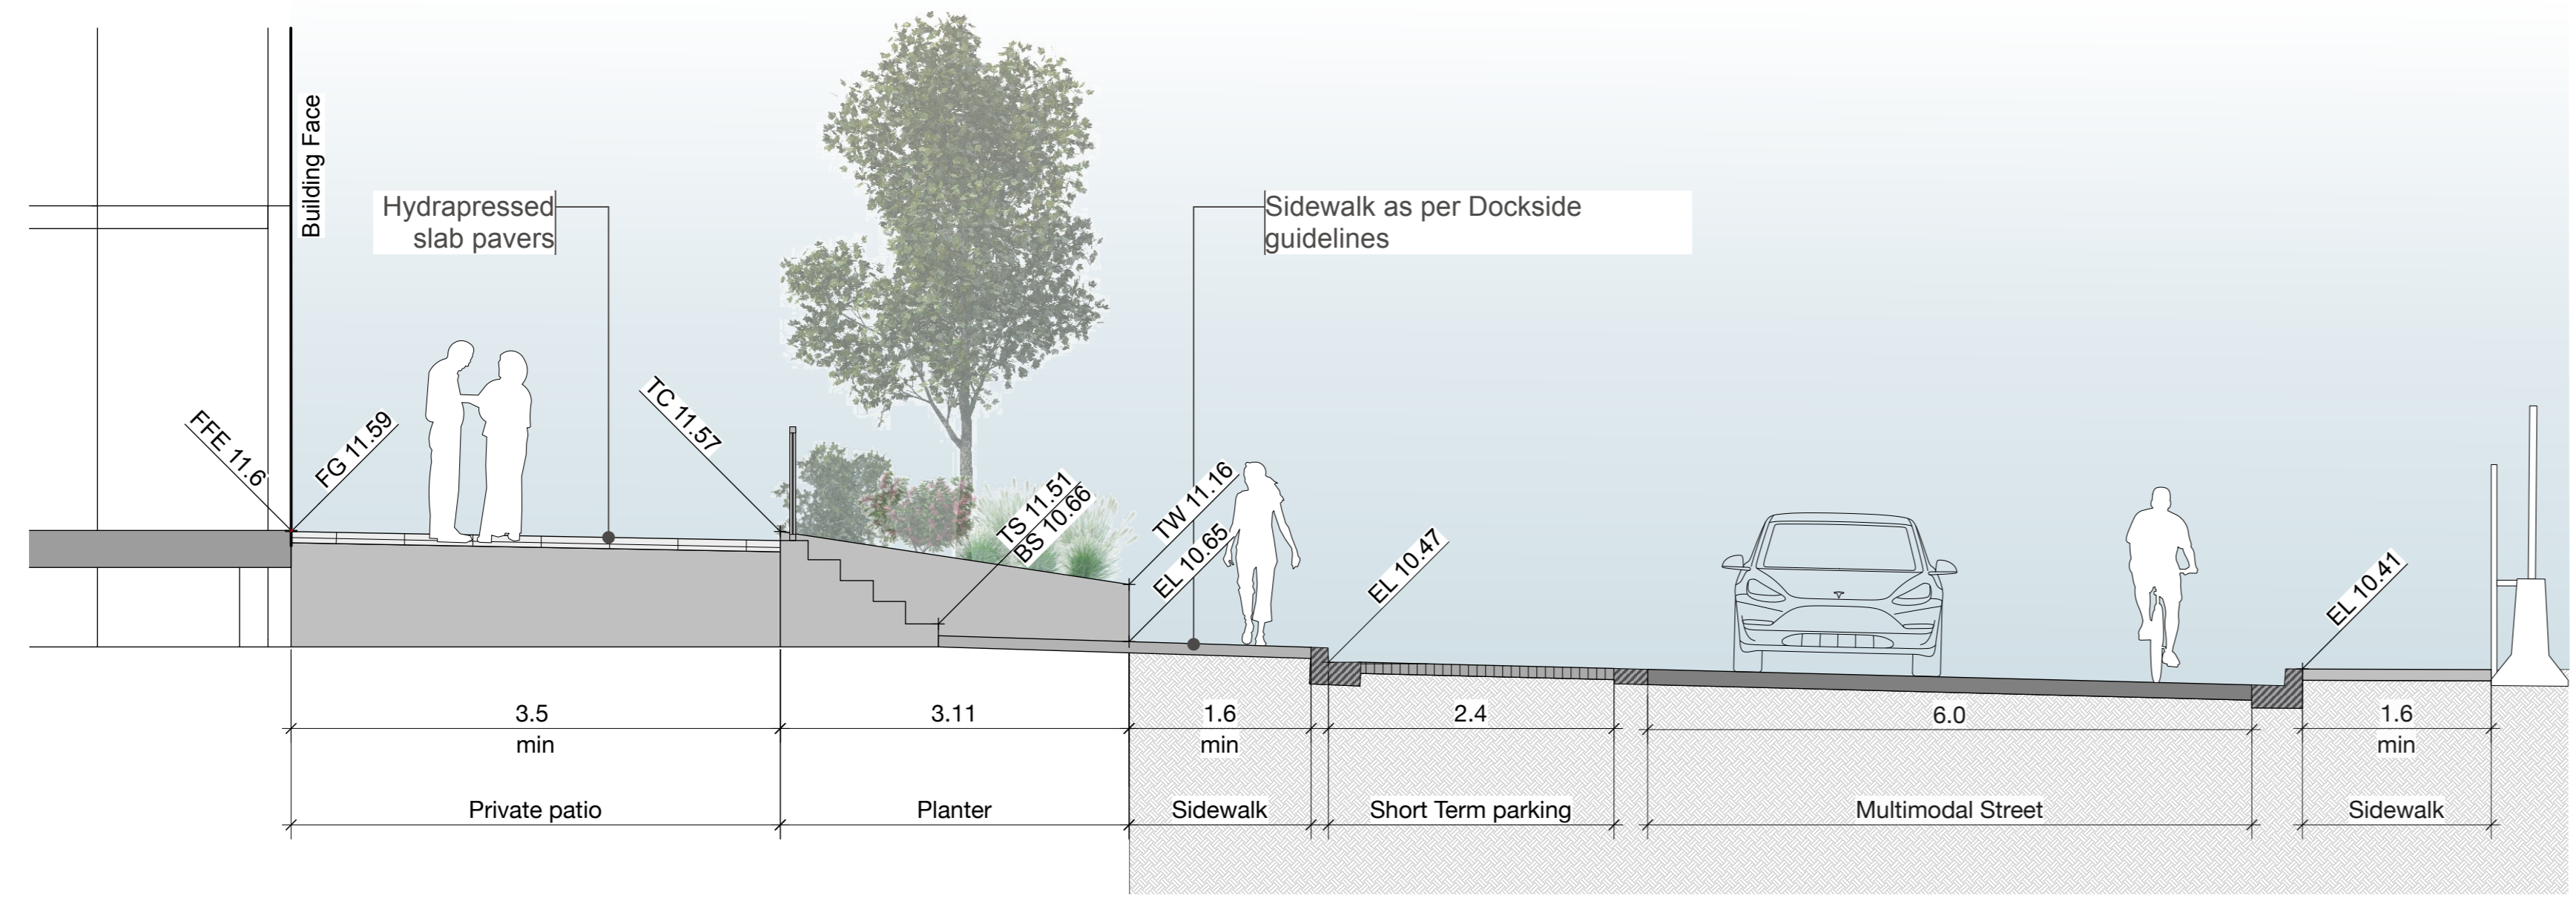 Building Face
Hydrapressed
slab pavers
Sidewalk as per Dockside
guidelines
FFE 11.6
FG 11.59
TC 11.57
TS 11.51
BS 10.66
TW 11.16
EL 10.65
EL 10.47
EL 10.41
3.5
min
3.11
1.6
min
2.4
6.0
1.6
min
Private patio
Planter
Sidewalk
Short Term parking
Multimodal Street
Sidewalk